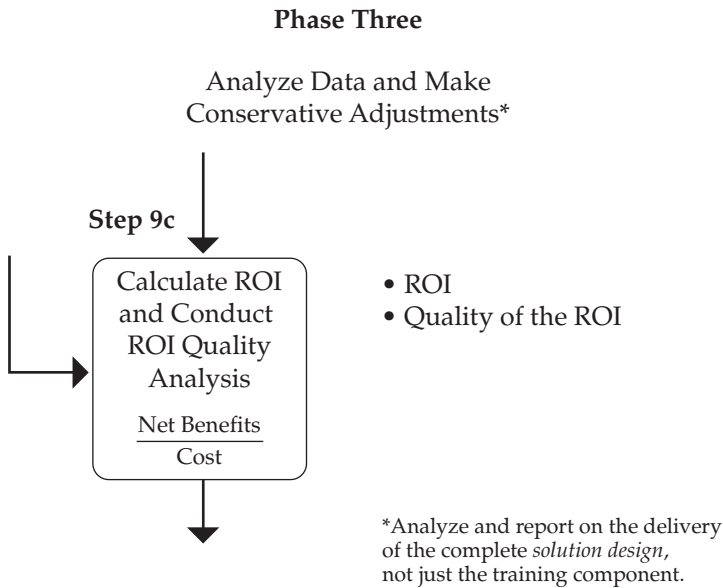 Phase Three
Analyze Data and Make
Conservative Adjustments*
Step 9c
Calculate ROI
and Conduct
ROI Quality
Analysis
Net Benefits
Cost
• ROI
• Quality of the ROI
*Analyze and report on the delivery
of the complete solution design,
not just the training component.